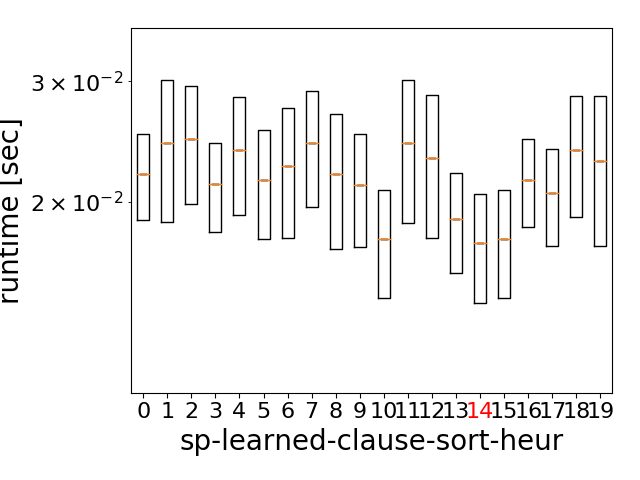 3 × 10⁻²
2 × 10⁻²
runtime [sec]
0 1 2 3 4 5 6 7 8 9 10 11 12 13 14 15 16 17 18 19
sp-learned-clause-sort-heur